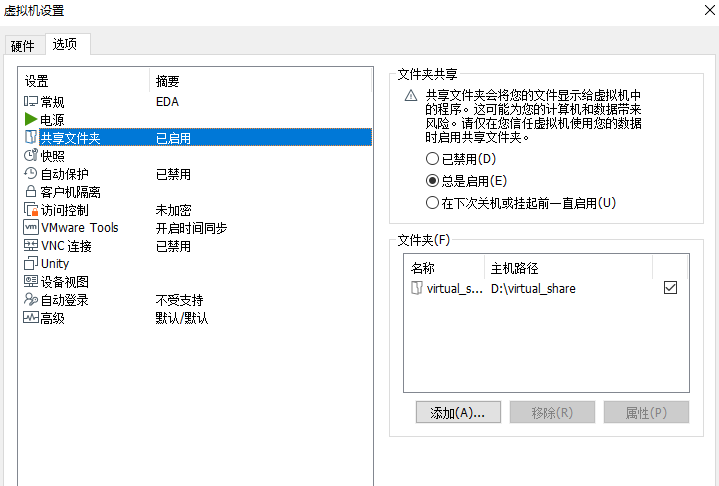 虚拟机设置
硬件 选项
设置 摘要
常规 EDA
电源
共享文件夹 已启用
快照
自动保护 已禁用
客户机隔离
访问控制 未加密
VMware Tools 开启时间同步
VNC 连接 已禁用
Unity
设备视图
自动登录 不受支持
高级 默认/默认
文件夹共享
共享文件夹会将您的文件显示给虚拟机中
的程序。这可能为您的计算机和数据带来
风险。请仅在您信任虚拟机使用您的数据
时启用共享文件夹。
已禁用(D)
总是启用(E)
在下次关机或挂起前一直启用(U)
文件夹(F)
名称 主机路径
virtual_s... D:\virtual_share
添加(A)... 移除(R) 属性(P)